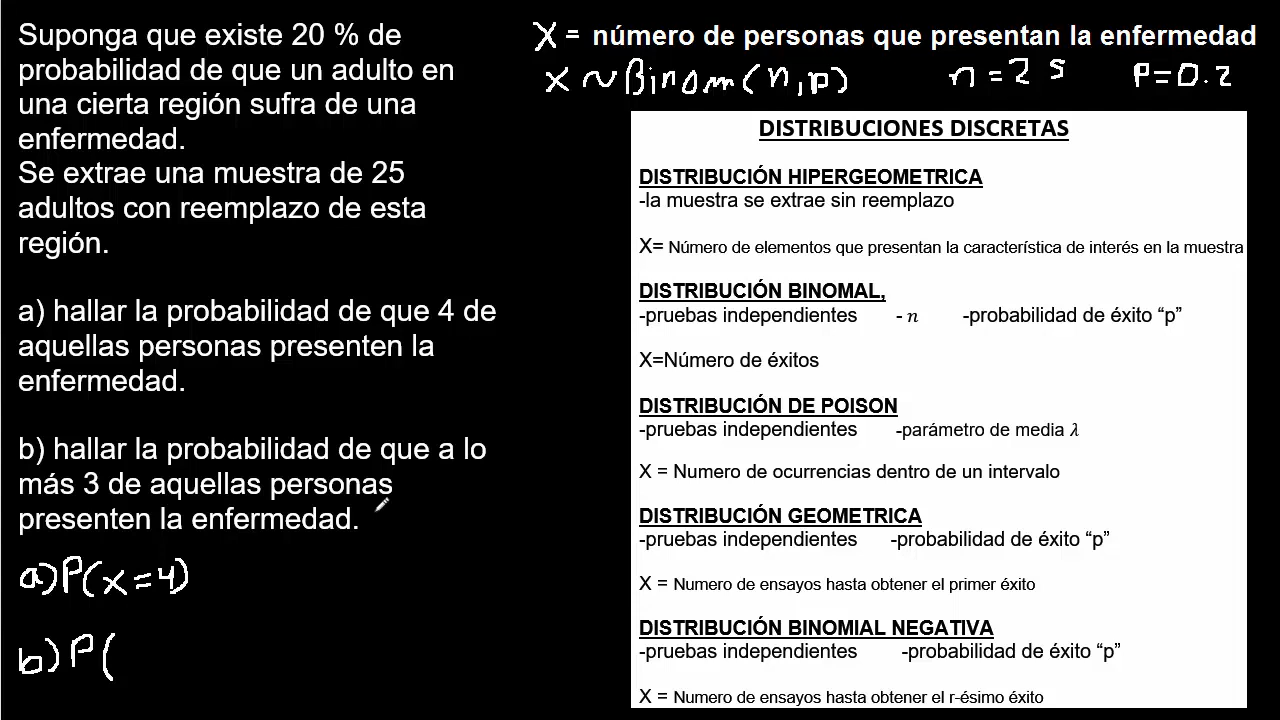 Suponga que existe 20 % de
probabilidad de que un adulto en
una cierta región sufra de una
enfermedad.
Se extrae una muestra de 25
adultos con reemplazo de esta
región.
a) hallar la probabilidad de que 4 de
aquellas personas presenten la
enfermedad.
b) hallar la probabilidad de que a lo
más 3 de aquellas personas
presenten la enfermedad.
a) P(x=4)
b) P(
X = número de personas que presentan la enfermedad
X ~ Binom(n,p) n=25 P=0.2
DISTRIBUCIONES DISCRETAS
DISTRIBUCIÓN HIPERGEOMETRICA
-la muestra se extrae sin reemplazo
X= Número de elementos que presentan la característica de interés en la muestra
DISTRIBUCIÓN BINOMAL,
-pruebas independientes - n -probabilidad de éxito “p”
X=Número de éxitos
DISTRIBUCIÓN DE POISON
-pruebas independientes -parámetro de media λ
X = Numero de ocurrencias dentro de un intervalo
DISTRIBUCIÓN GEOMETRICA
-pruebas independientes -probabilidad de éxito “p”
X = Numero de ensayos hasta obtener el primer éxito
DISTRIBUCIÓN BINOMIAL NEGATIVA
-pruebas independientes -probabilidad de éxito “p”
X = Numero de ensayos hasta obtener el r-ésimo éxito